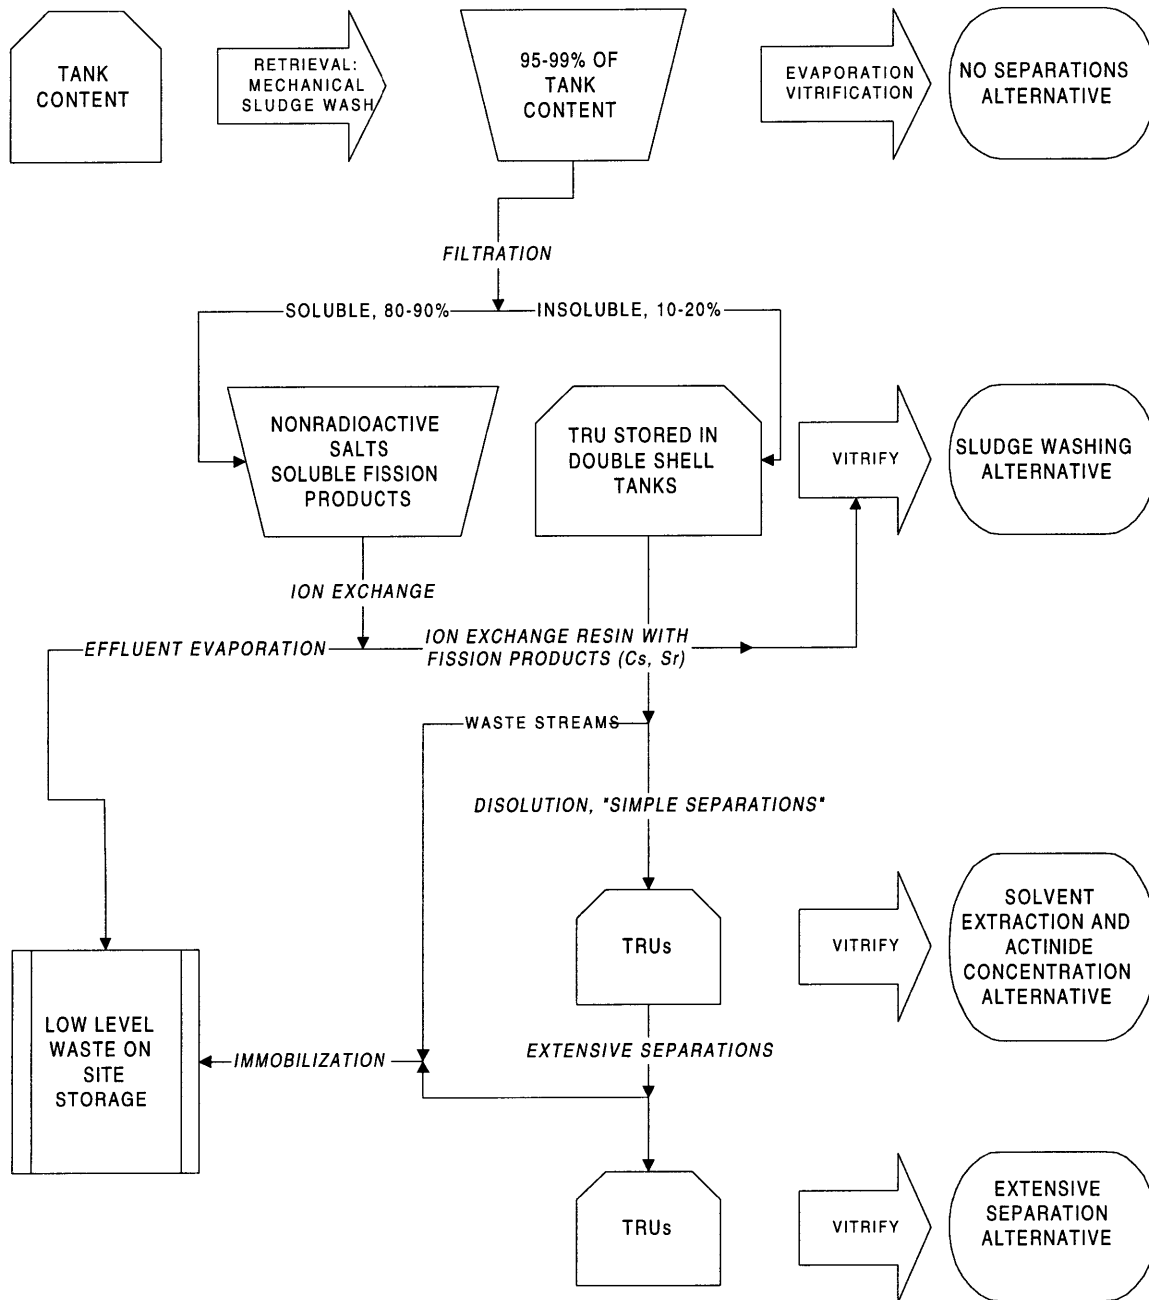 TANK
CONTENT
RETRIEVAL:
MECHANICAL
SLUDGE WASH
95-99% OF
TANK
CONTENT
EVAPORATION
VITRIFICATION
NO SEPARATIONS
ALTERNATIVE
FILTRATION
SOLUBLE, 80-90%
INSOLUBLE, 10-20%
NONRADIOACTIVE
SALTS
SOLUBLE FISSION
PRODUCTS
TRU STORED IN
DOUBLE SHELL
TANKS
VITRIFY
SLUDGE WASHING
ALTERNATIVE
ION EXCHANGE
EFFLUENT EVAPORATION
ION EXCHANGE RESIN WITH
FISSION PRODUCTS (Cs, Sr)
WASTE STREAMS
DISOLUTION, "SIMPLE SEPARATIONS"
TRUs
VITRIFY
SOLVENT
EXTRACTION AND
ACTINIDE
CONCENTRATION
ALTERNATIVE
LOW LEVEL
WASTE ON
SITE
STORAGE
IMMOBILIZATION
EXTENSIVE SEPARATIONS
TRUs
VITRIFY
EXTENSIVE
SEPARATION
ALTERNATIVE